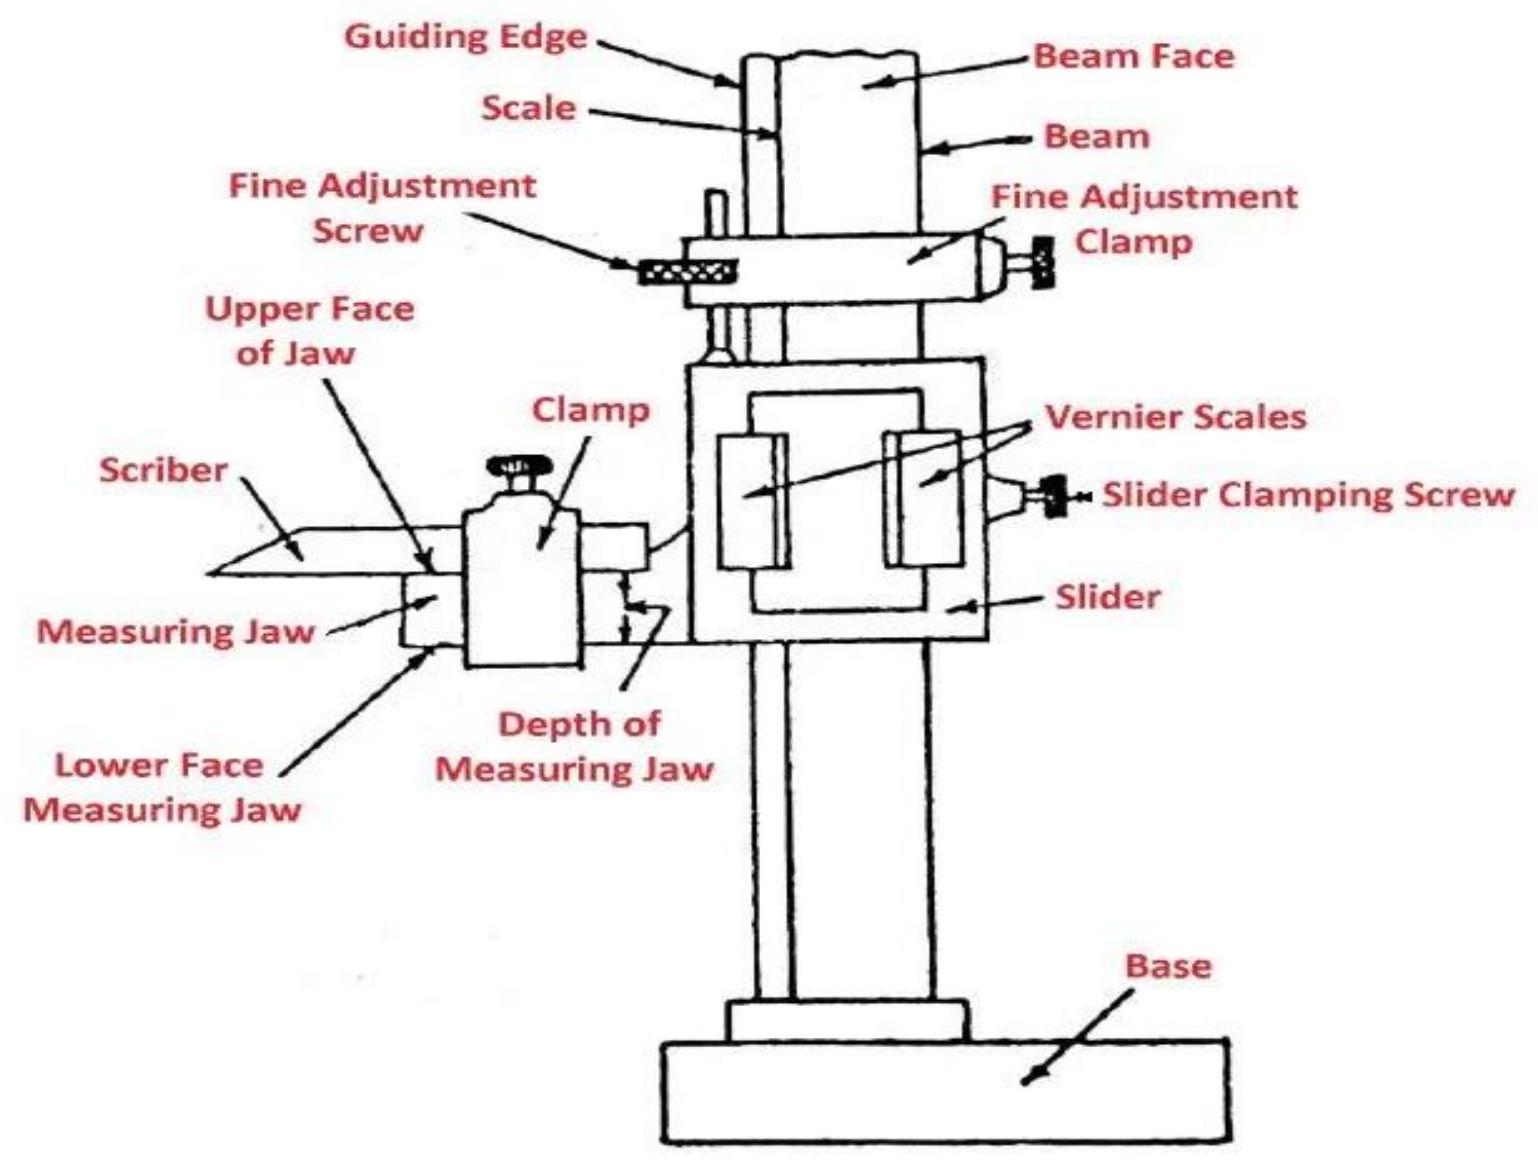 Guiding Edge
Beam Face
Scale
Beam
Fine Adjustment
Screw
Fine Adjustment
Clamp
Upper Face
of Jaw
Clamp
Vernier Scales
Scriber
Slider Clamping Screw
Slider
Measuring Jaw
Depth of
Measuring Jaw
Lower Face
Measuring Jaw
Base